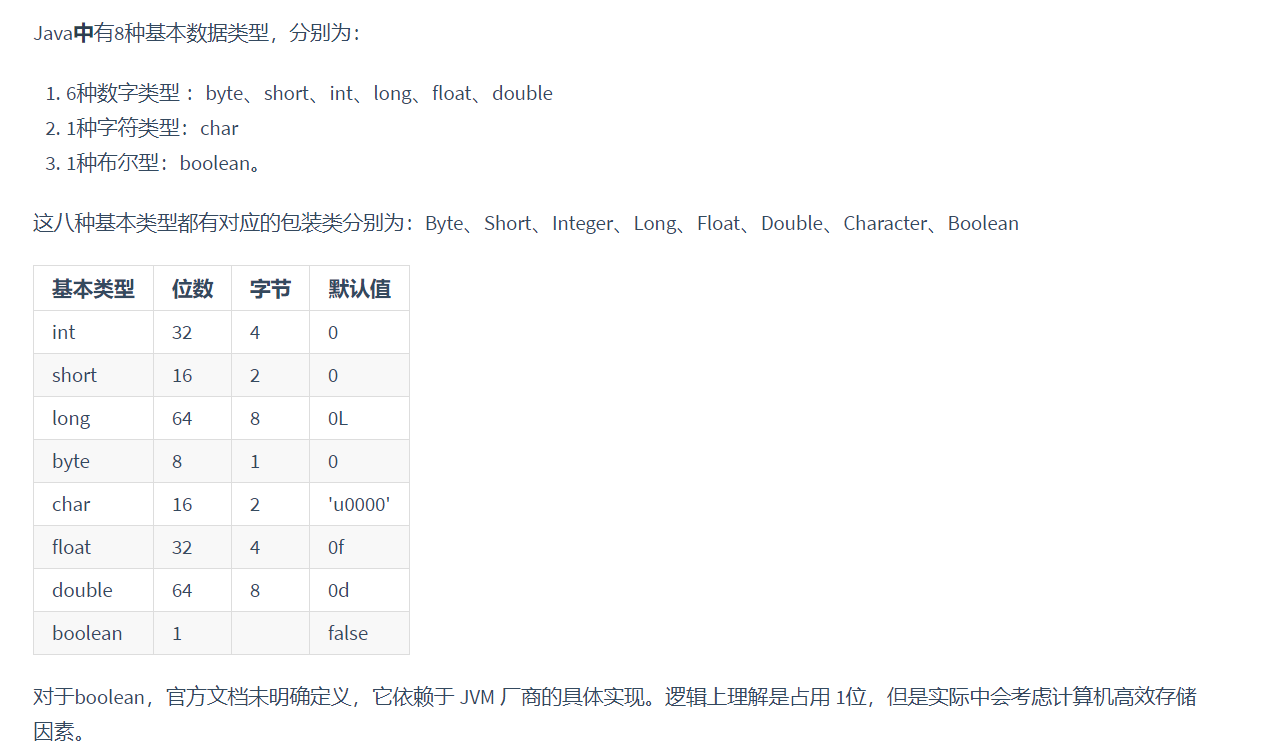 Java中有8种基本数据类型，分别为：
1. 6种数字类型 ：byte、short、int、long、float、double
2. 1种字符类型：char
3. 1种布尔型：boolean。
这八种基本类型都有对应的包装类分别为：Byte、Short、Integer、Long、Float、Double、Character、Boolean
基本类型 位数 字节 默认值
int 32 4 0
short 16 2 0
long 64 8 0L
byte 8 1 0
char 16 2 'u0000'
float 32 4 0f
double 64 8 0d
boolean 1 false
对于boolean，官方文档未明确定义，它依赖于 JVM 厂商的具体实现。逻辑上理解是占用 1位，但是实际中会考虑计算机高效存储
因素。